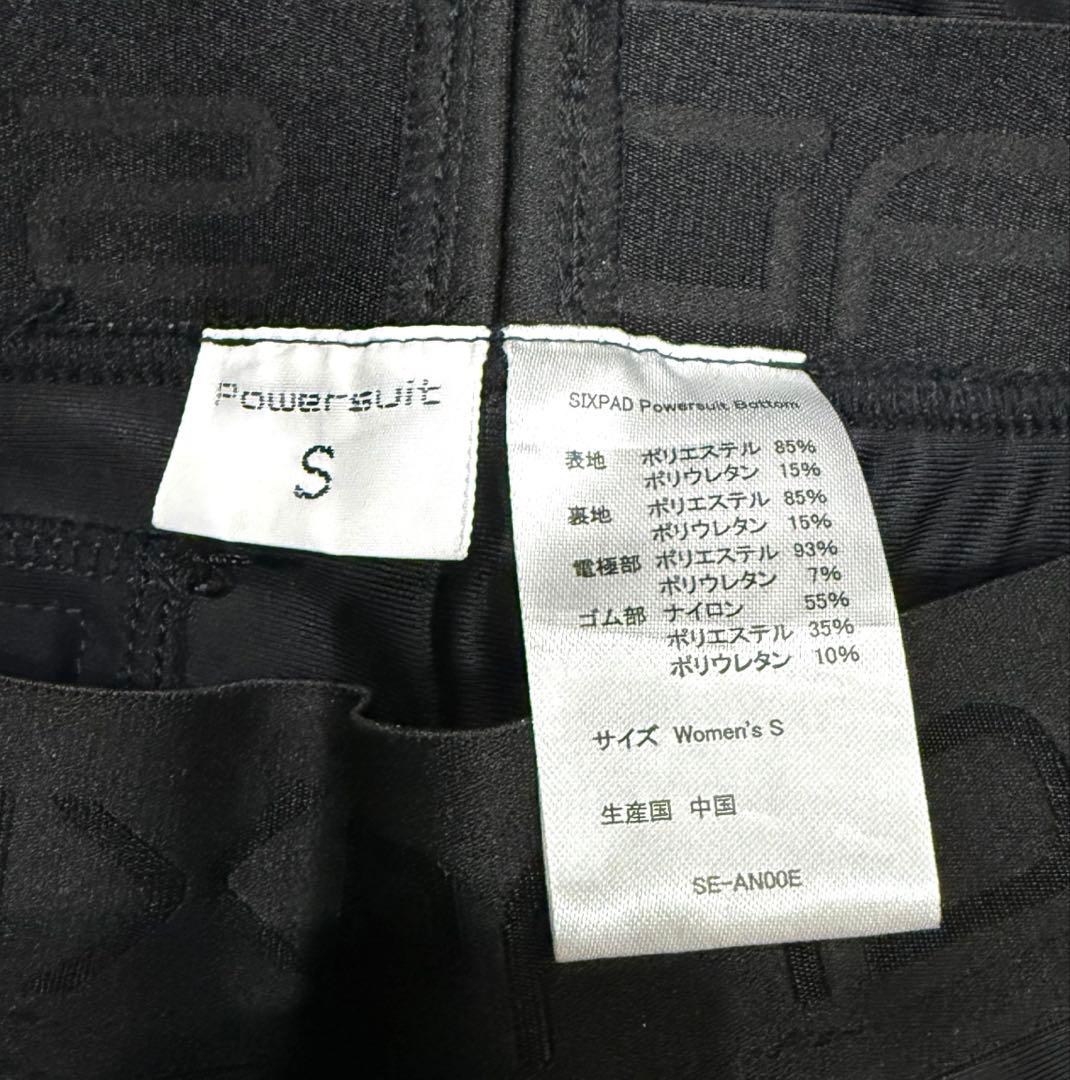 Powersuit
S
SIXPAD Powersuit Bottom
表地 ポリエステル 85%
ポリウレタン 15%
裏地 ポリエステル 85%
ポリウレタン 15%
電極部 ポリエステル 93%
ポリウレタン 7%
ゴム部 ナイロン 55%
ポリエステル 35%
ポリウレタン 10%
サイズ Women's S
生産国 中国
SE-AN00E